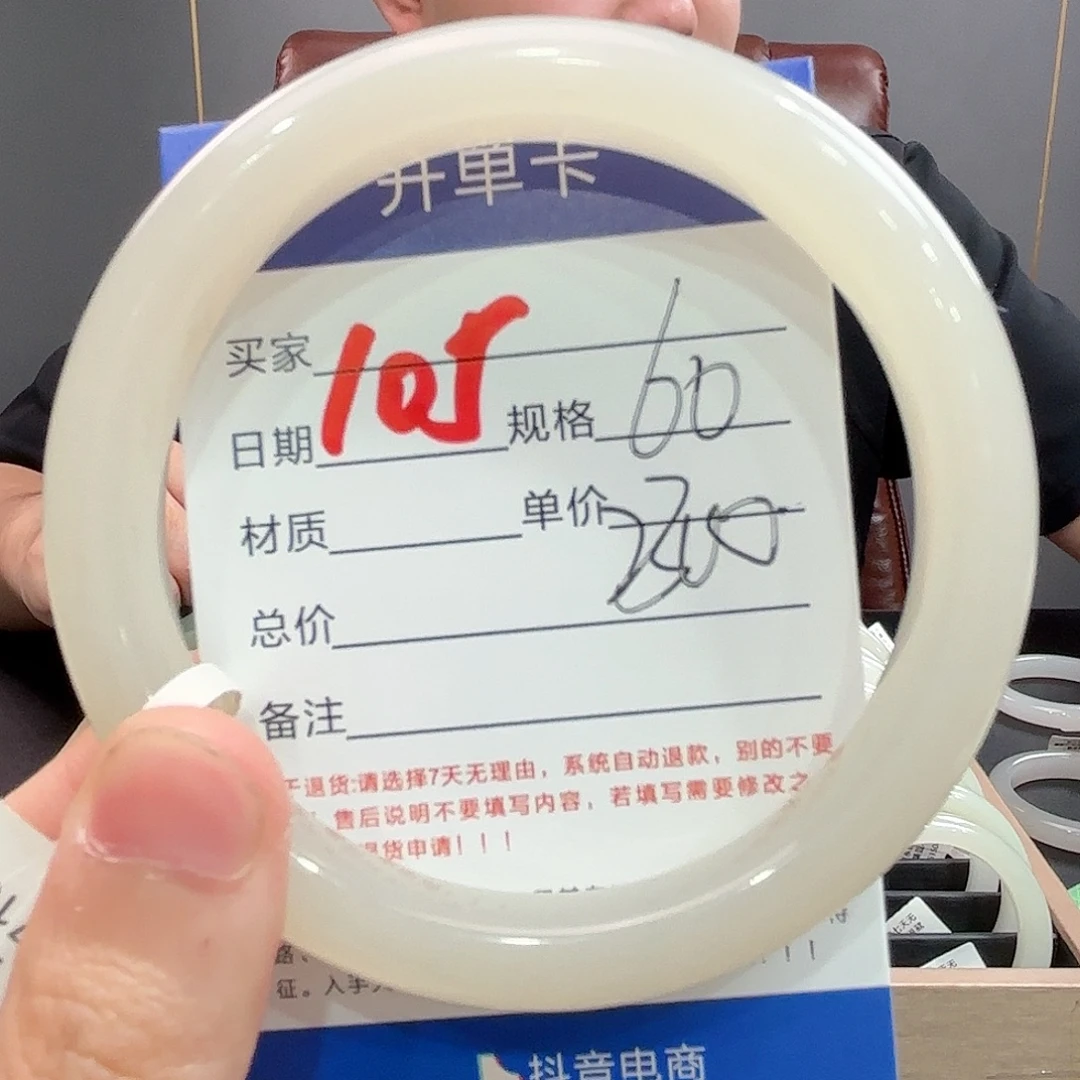 开单卡
买家
日期 105 规格 60
材质 单价
总价
备注
退货:请选择7天无理由，系统自动退款，别的不要
售后说明不要填写内容，若填写需要修改之
退货申请！！！
征。入手
抖音电商